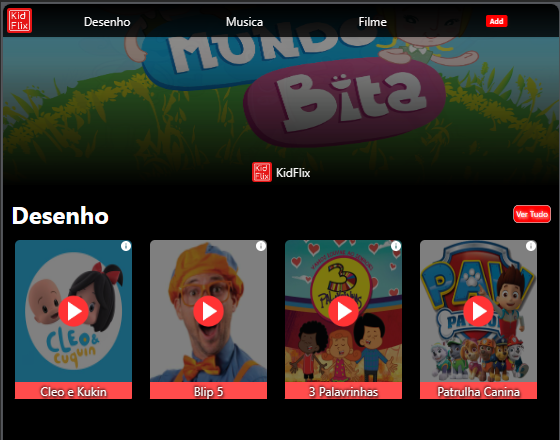 Kid
Flix
Desenho
Musica
Filme
Add
MUNDO
Bita
Kid
Flix
KidFlix
Desenho
Ver Tudo
CLEO
&
CUQUIN
3
PALAVRINHAS
PAW
PATROL
Cleo e Kukin
Blip 5
3 Palavrinhas
Patrulha Canina